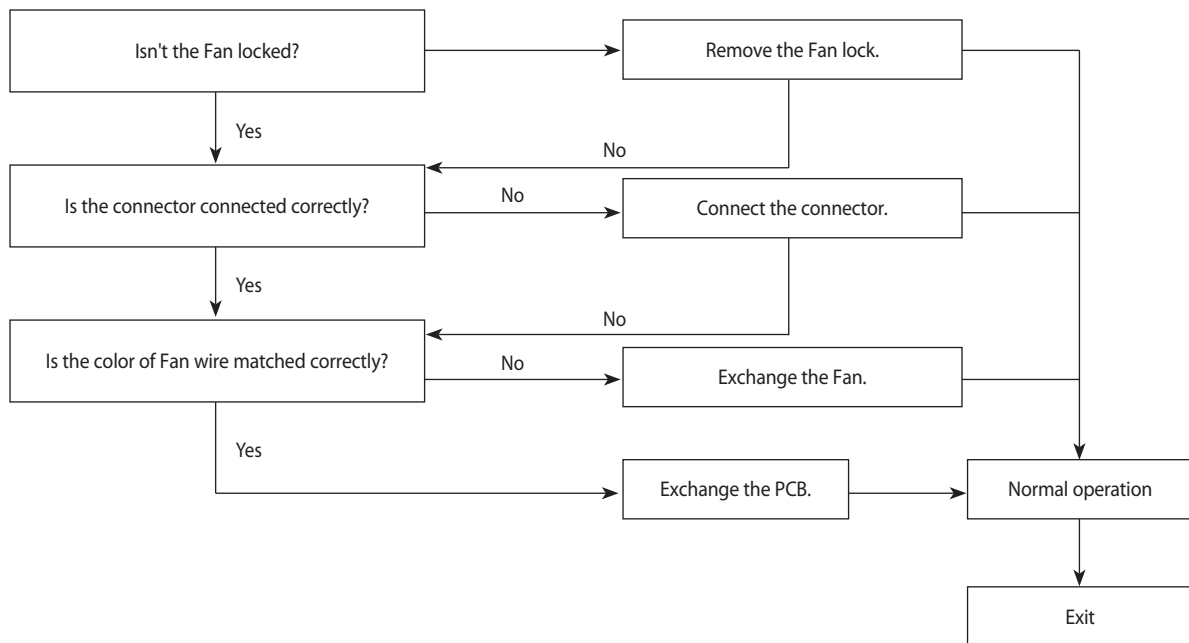 Isn't the Fan locked?
Remove the Fan lock.
Yes
No
Is the connector connected correctly?
No
Connect the connector.
Yes
No
Is the color of Fan wire matched correctly?
No
Exchange the Fan.
Yes
Exchange the PCB.
Normal operation
Exit